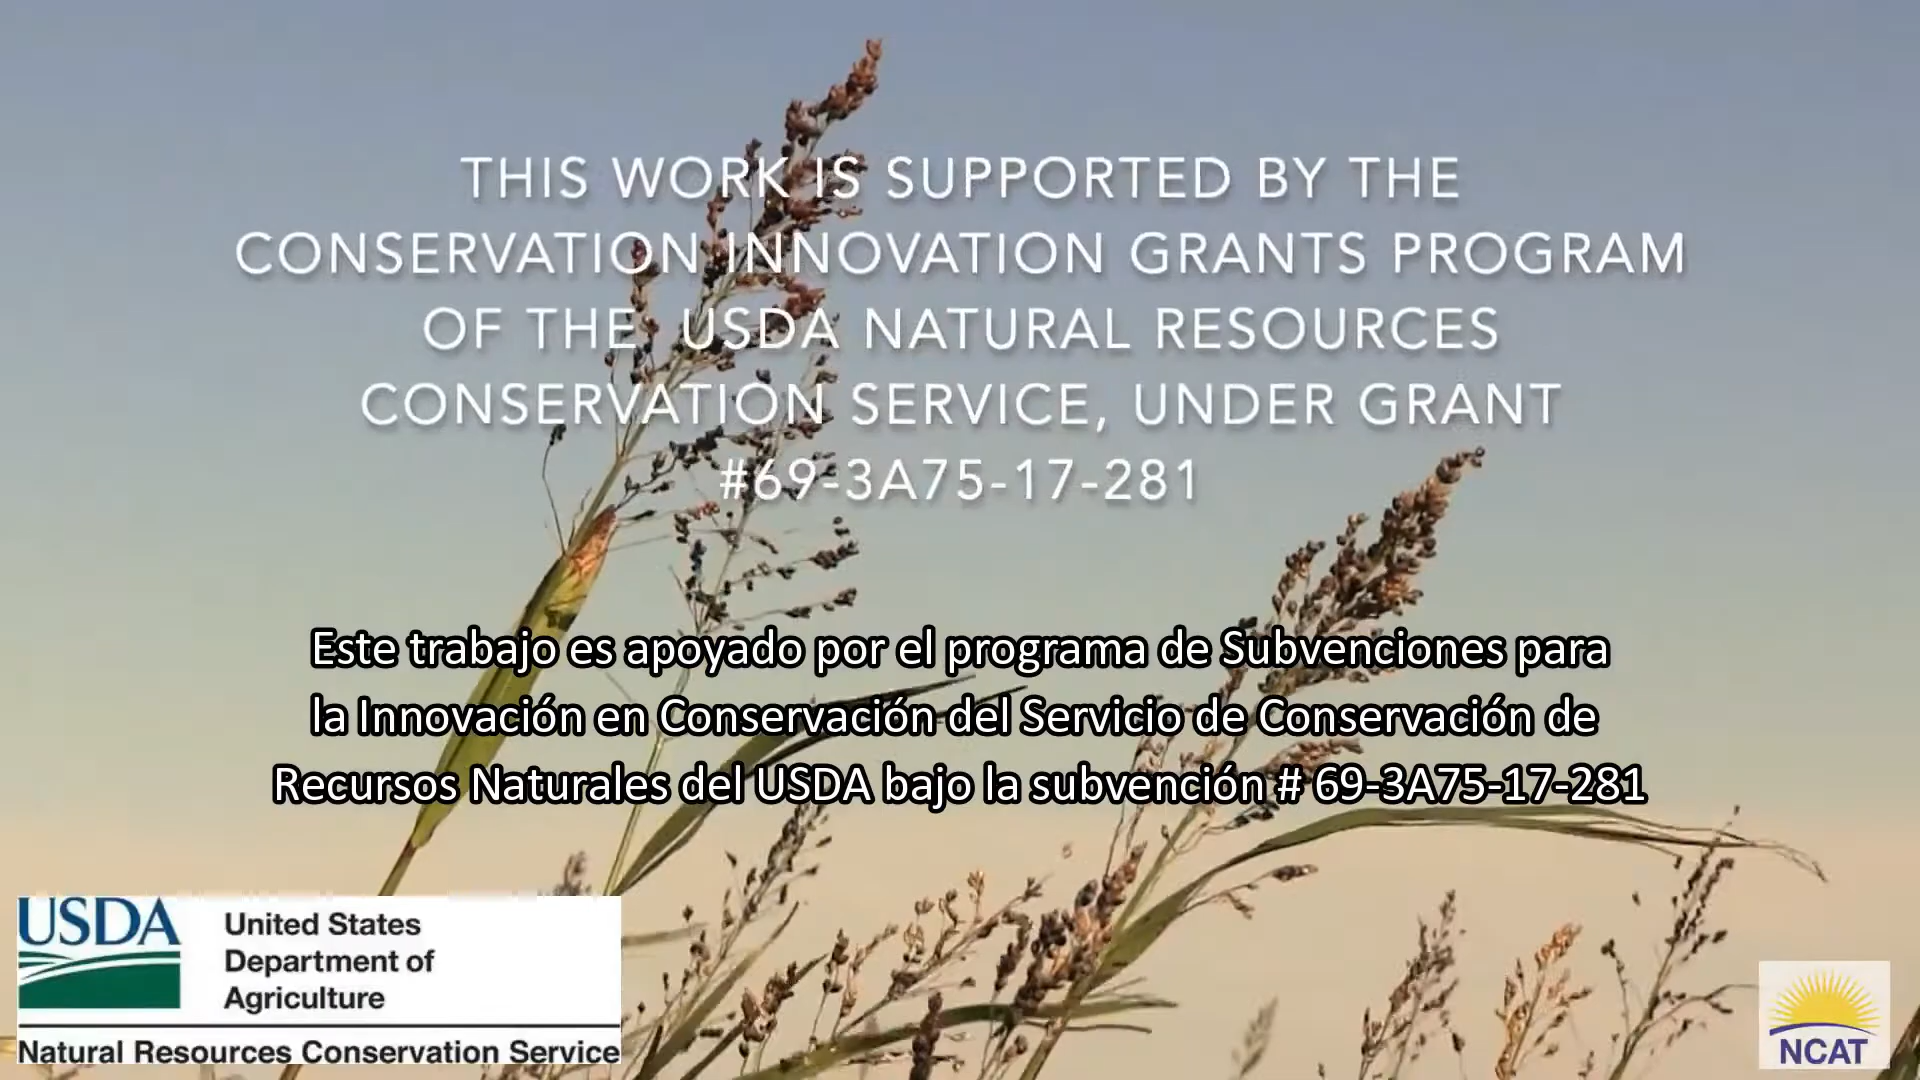 THIS WORK IS SUPPORTED BY THE
CONSERVATION INNOVATION GRANTS PROGRAM
OF THE USDA NATURAL RESOURCES
CONSERVATION SERVICE, UNDER GRANT
#69-3A75-17-281
Este trabajo es apoyado por el programa de Subvenciones para
la Innovación en Conservación del Servicio de Conservación de
Recursos Naturales del USDA bajo la subvención # 69-3A75-17-281
USDA
United States
Department of
Agriculture
Natural Resources Conservation Service
NCAT